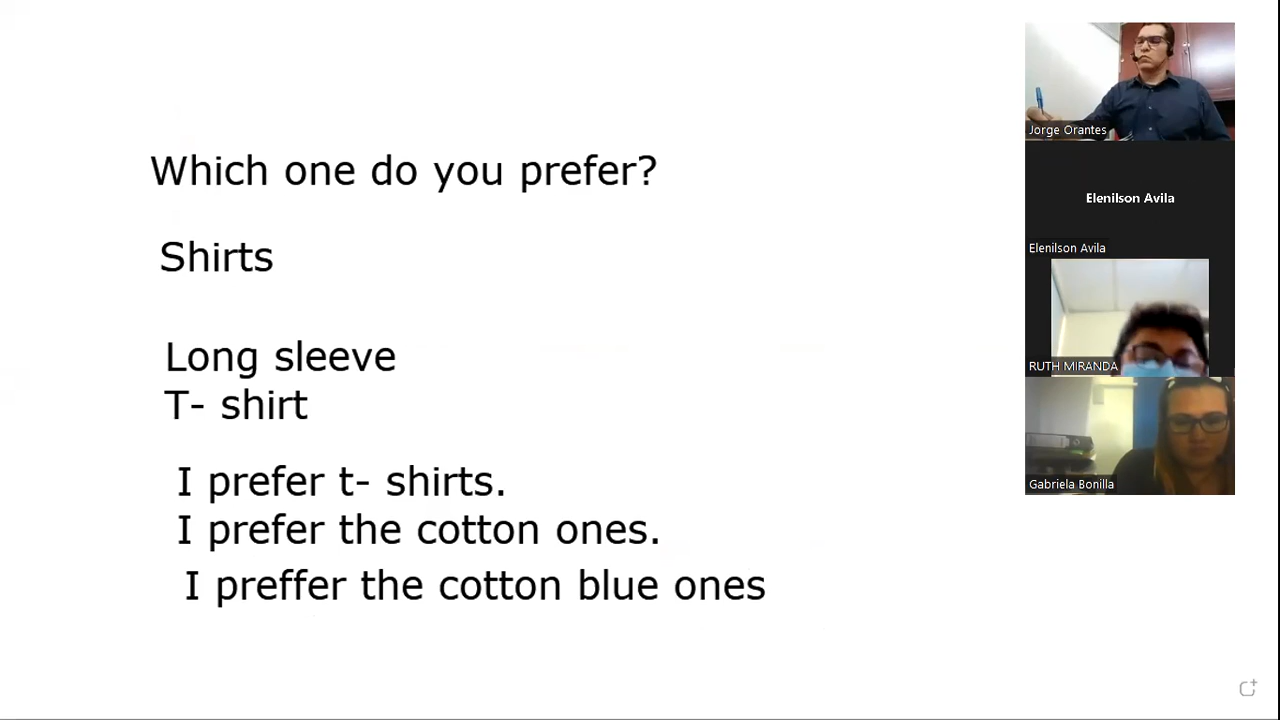 Which one do you prefer?
Shirts
Long sleeve
T- shirt
I prefer t- shirts.
I prefer the cotton ones.
I preffer the cotton blue ones
Jorge Orantes
Elenilson Avila
Elenilson Avila
RUTH MIRANDA
Gabriela Bonilla